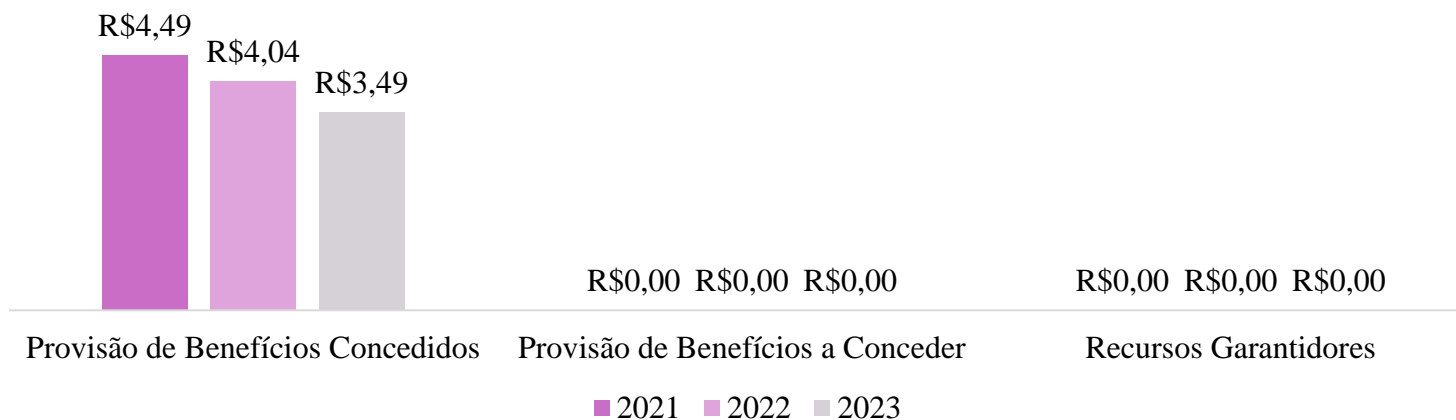 R$4,49
R$4,04
R$3,49
R$0,00 R$0,00 R$0,00 R$0,00 R$0,00 R$0,00
Provisão de Benefícios Concedidos Provisão de Benefícios a Conceder Recursos Garantidores
2021 2022 2023